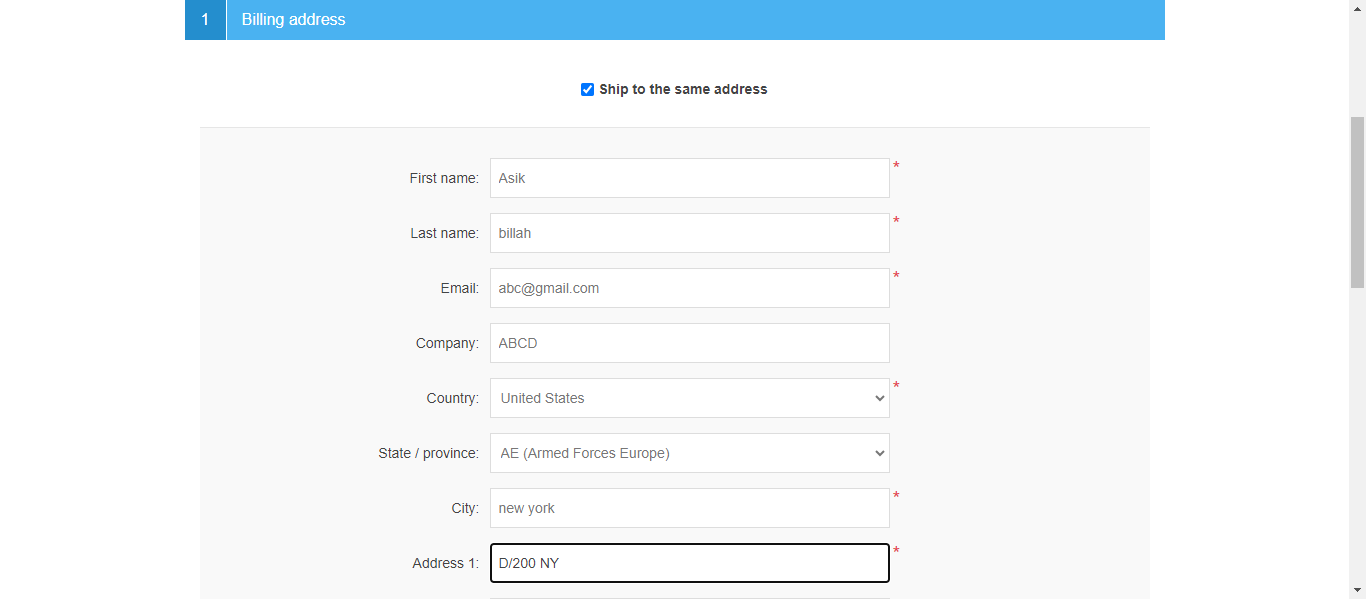 1 Billing address
Ship to the same address
First name: Asik *
Last name: billah *
Email: abc@gmail.com *
Company: ABCD
Country: United States *
State / province: AE (Armed Forces Europe)
City: new york *
Address 1: D/200 NY *